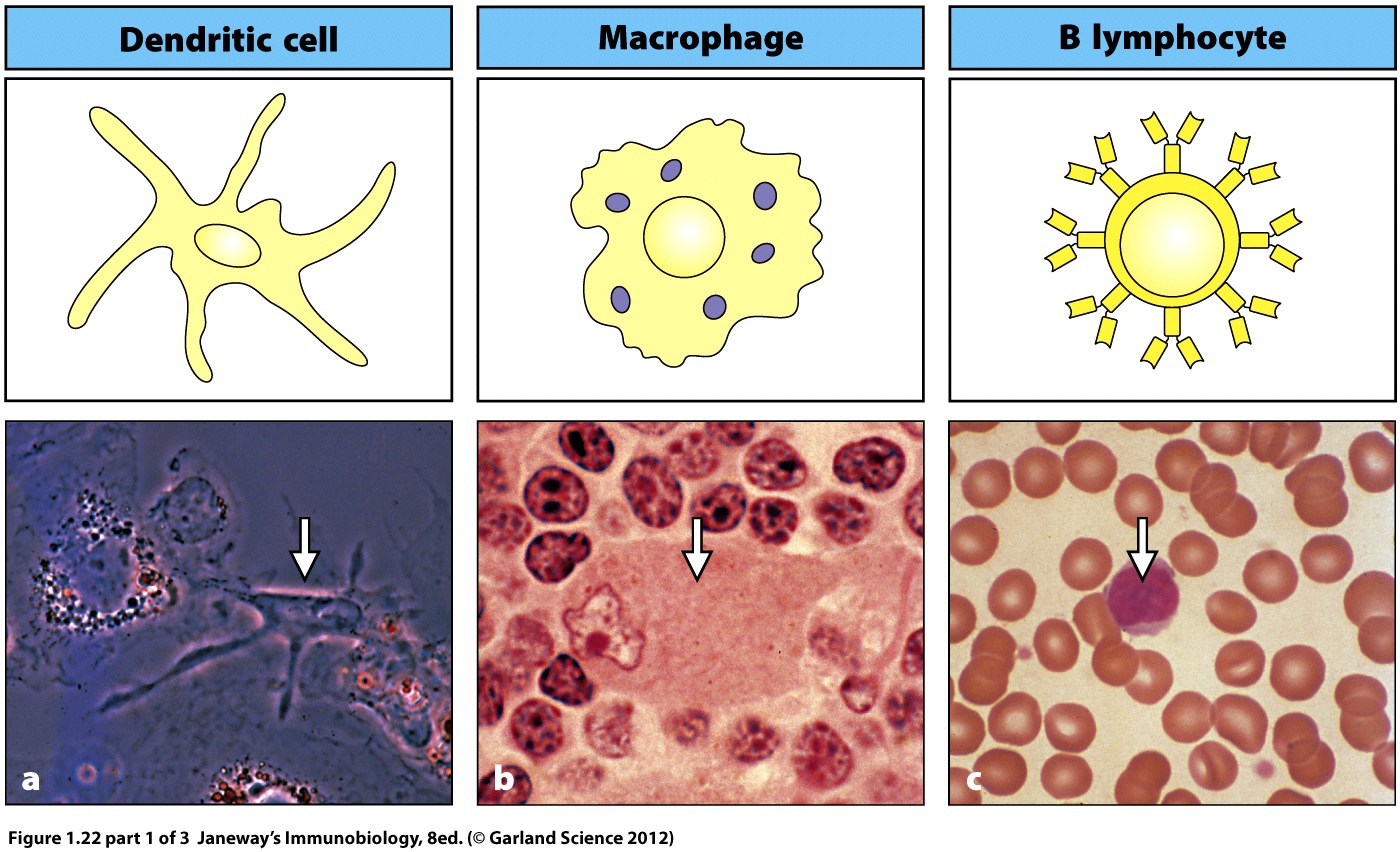 Dendritic cell
Macrophage
B lymphocyte
a
b
c
Figure 1.22 part 1 of 3 Janeway’s Immunobiology, 8ed. (© Garland Science 2012)